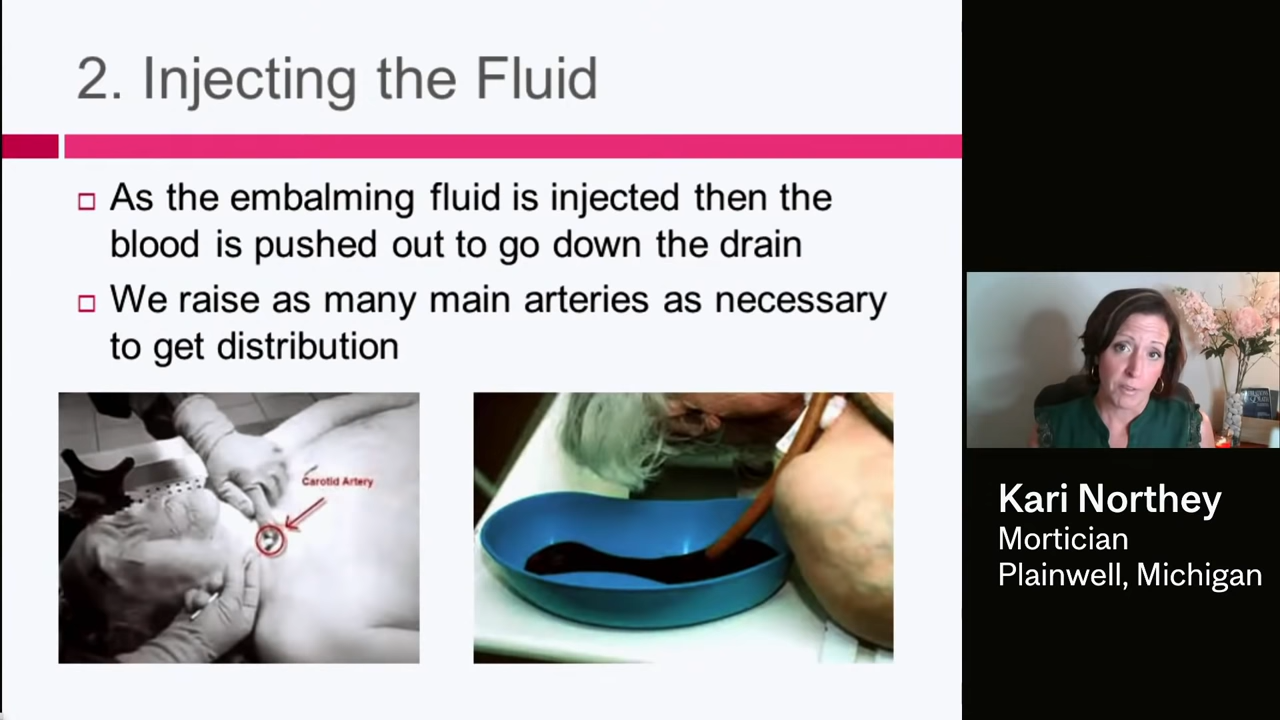 2. Injecting the Fluid
As the embalming fluid is injected then the
blood is pushed out to go down the drain
We raise as many main arteries as necessary
to get distribution
Carotid Artery
Kari Northey
Mortician
Plainwell, Michigan